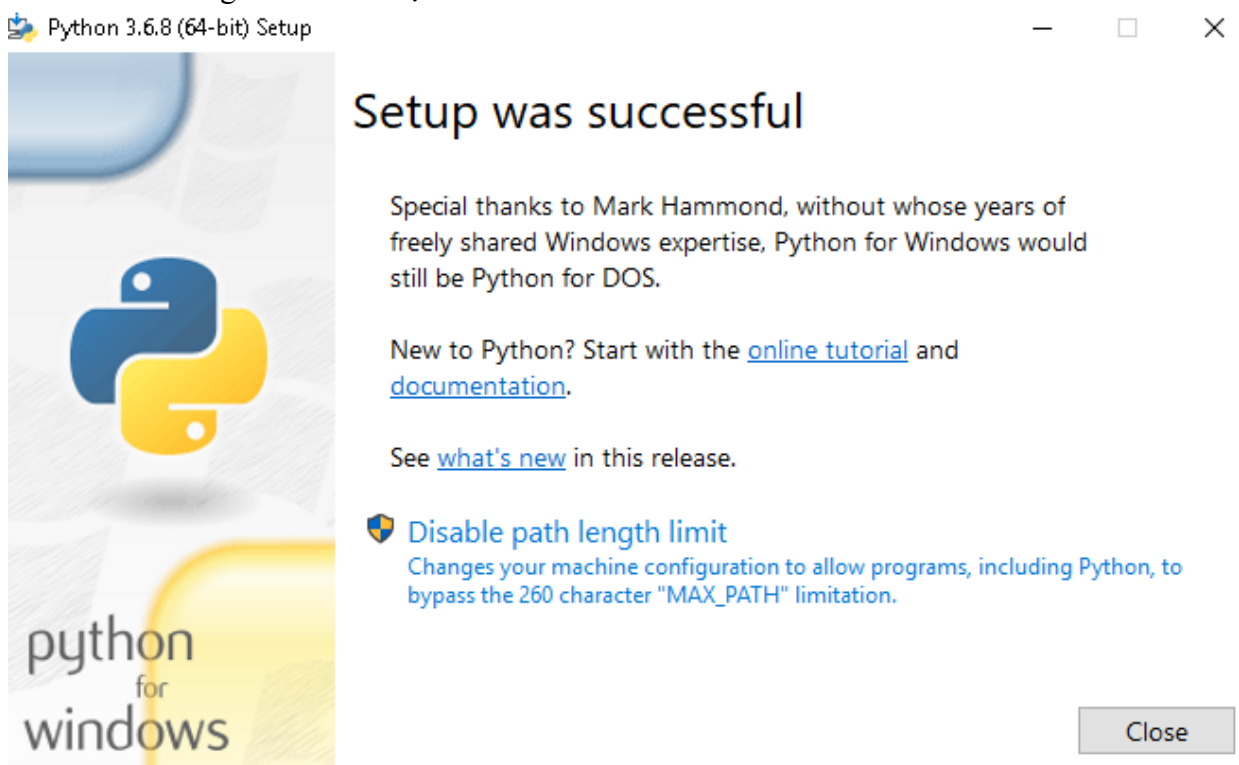 Python 3.6.8 (64-bit) Setup
Setup was successful
Special thanks to Mark Hammond, without whose years of
freely shared Windows expertise, Python for Windows would
still be Python for DOS.
New to Python? Start with the online tutorial and
documentation.
See what's new in this release.
Disable path length limit
Changes your machine configuration to allow programs, including Python, to
bypass the 260 character "MAX_PATH" limitation.
python
for
windows
Close